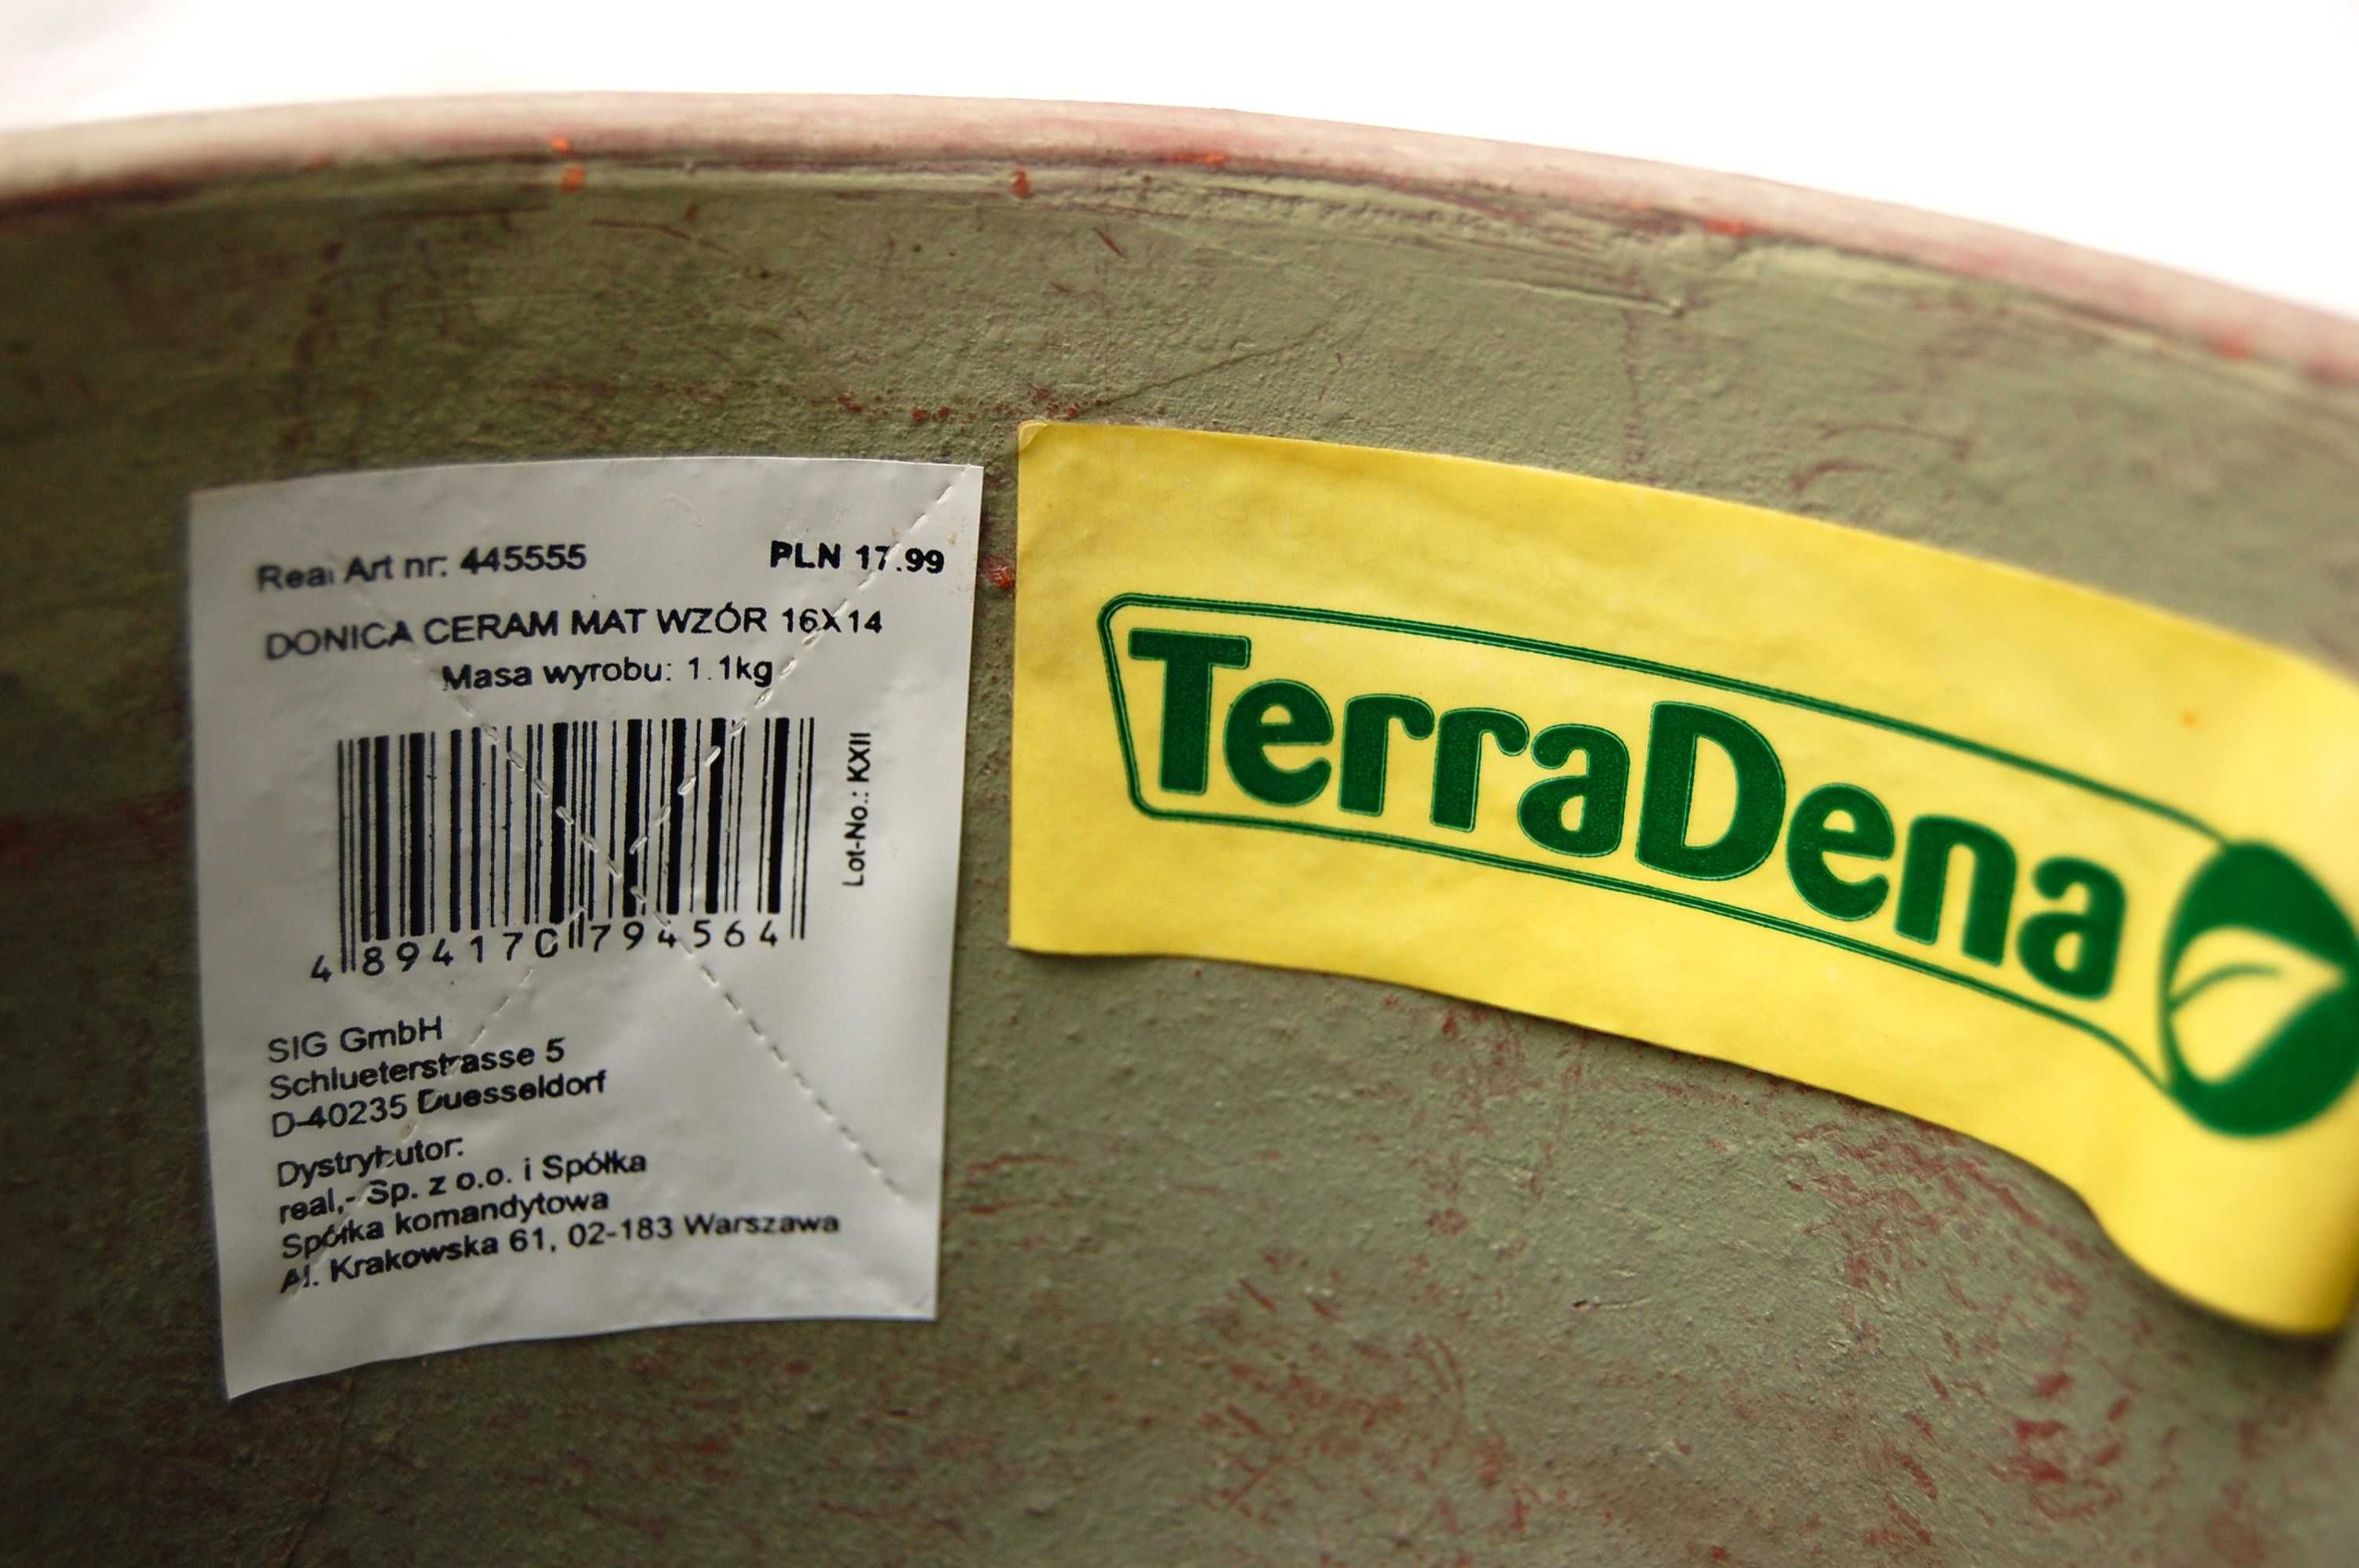 Real Art nr: 445555 PLN 17.99
DONICA CERAM MAT WZÓR 16X14
Masa wyrobu: 1.1kg
4 894170 794564
Lot-No.: KXII
SIG GmbH
Schlueterstrasse 5
D-40235 Duesseldorf
Dystrybutor:
real,- Sp. z o.o. i Spółka
Spółka komandytowa
Al. Krakowska 61, 02-183 Warszawa
TerraDena